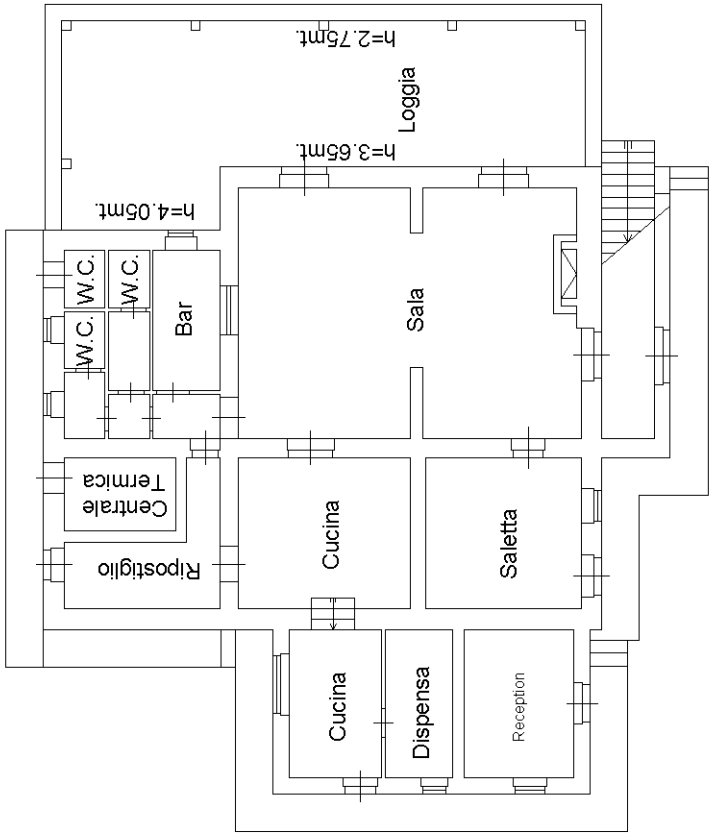 h=2.75mt.
Loggia
h=3.65mt.
h=4.05mt.
W.C.
W.C.
W.C.
Bar
Sala
Centrale
Termica
Ripostiglio
Cucina
Saletta
Cucina
Dispensa
Reception